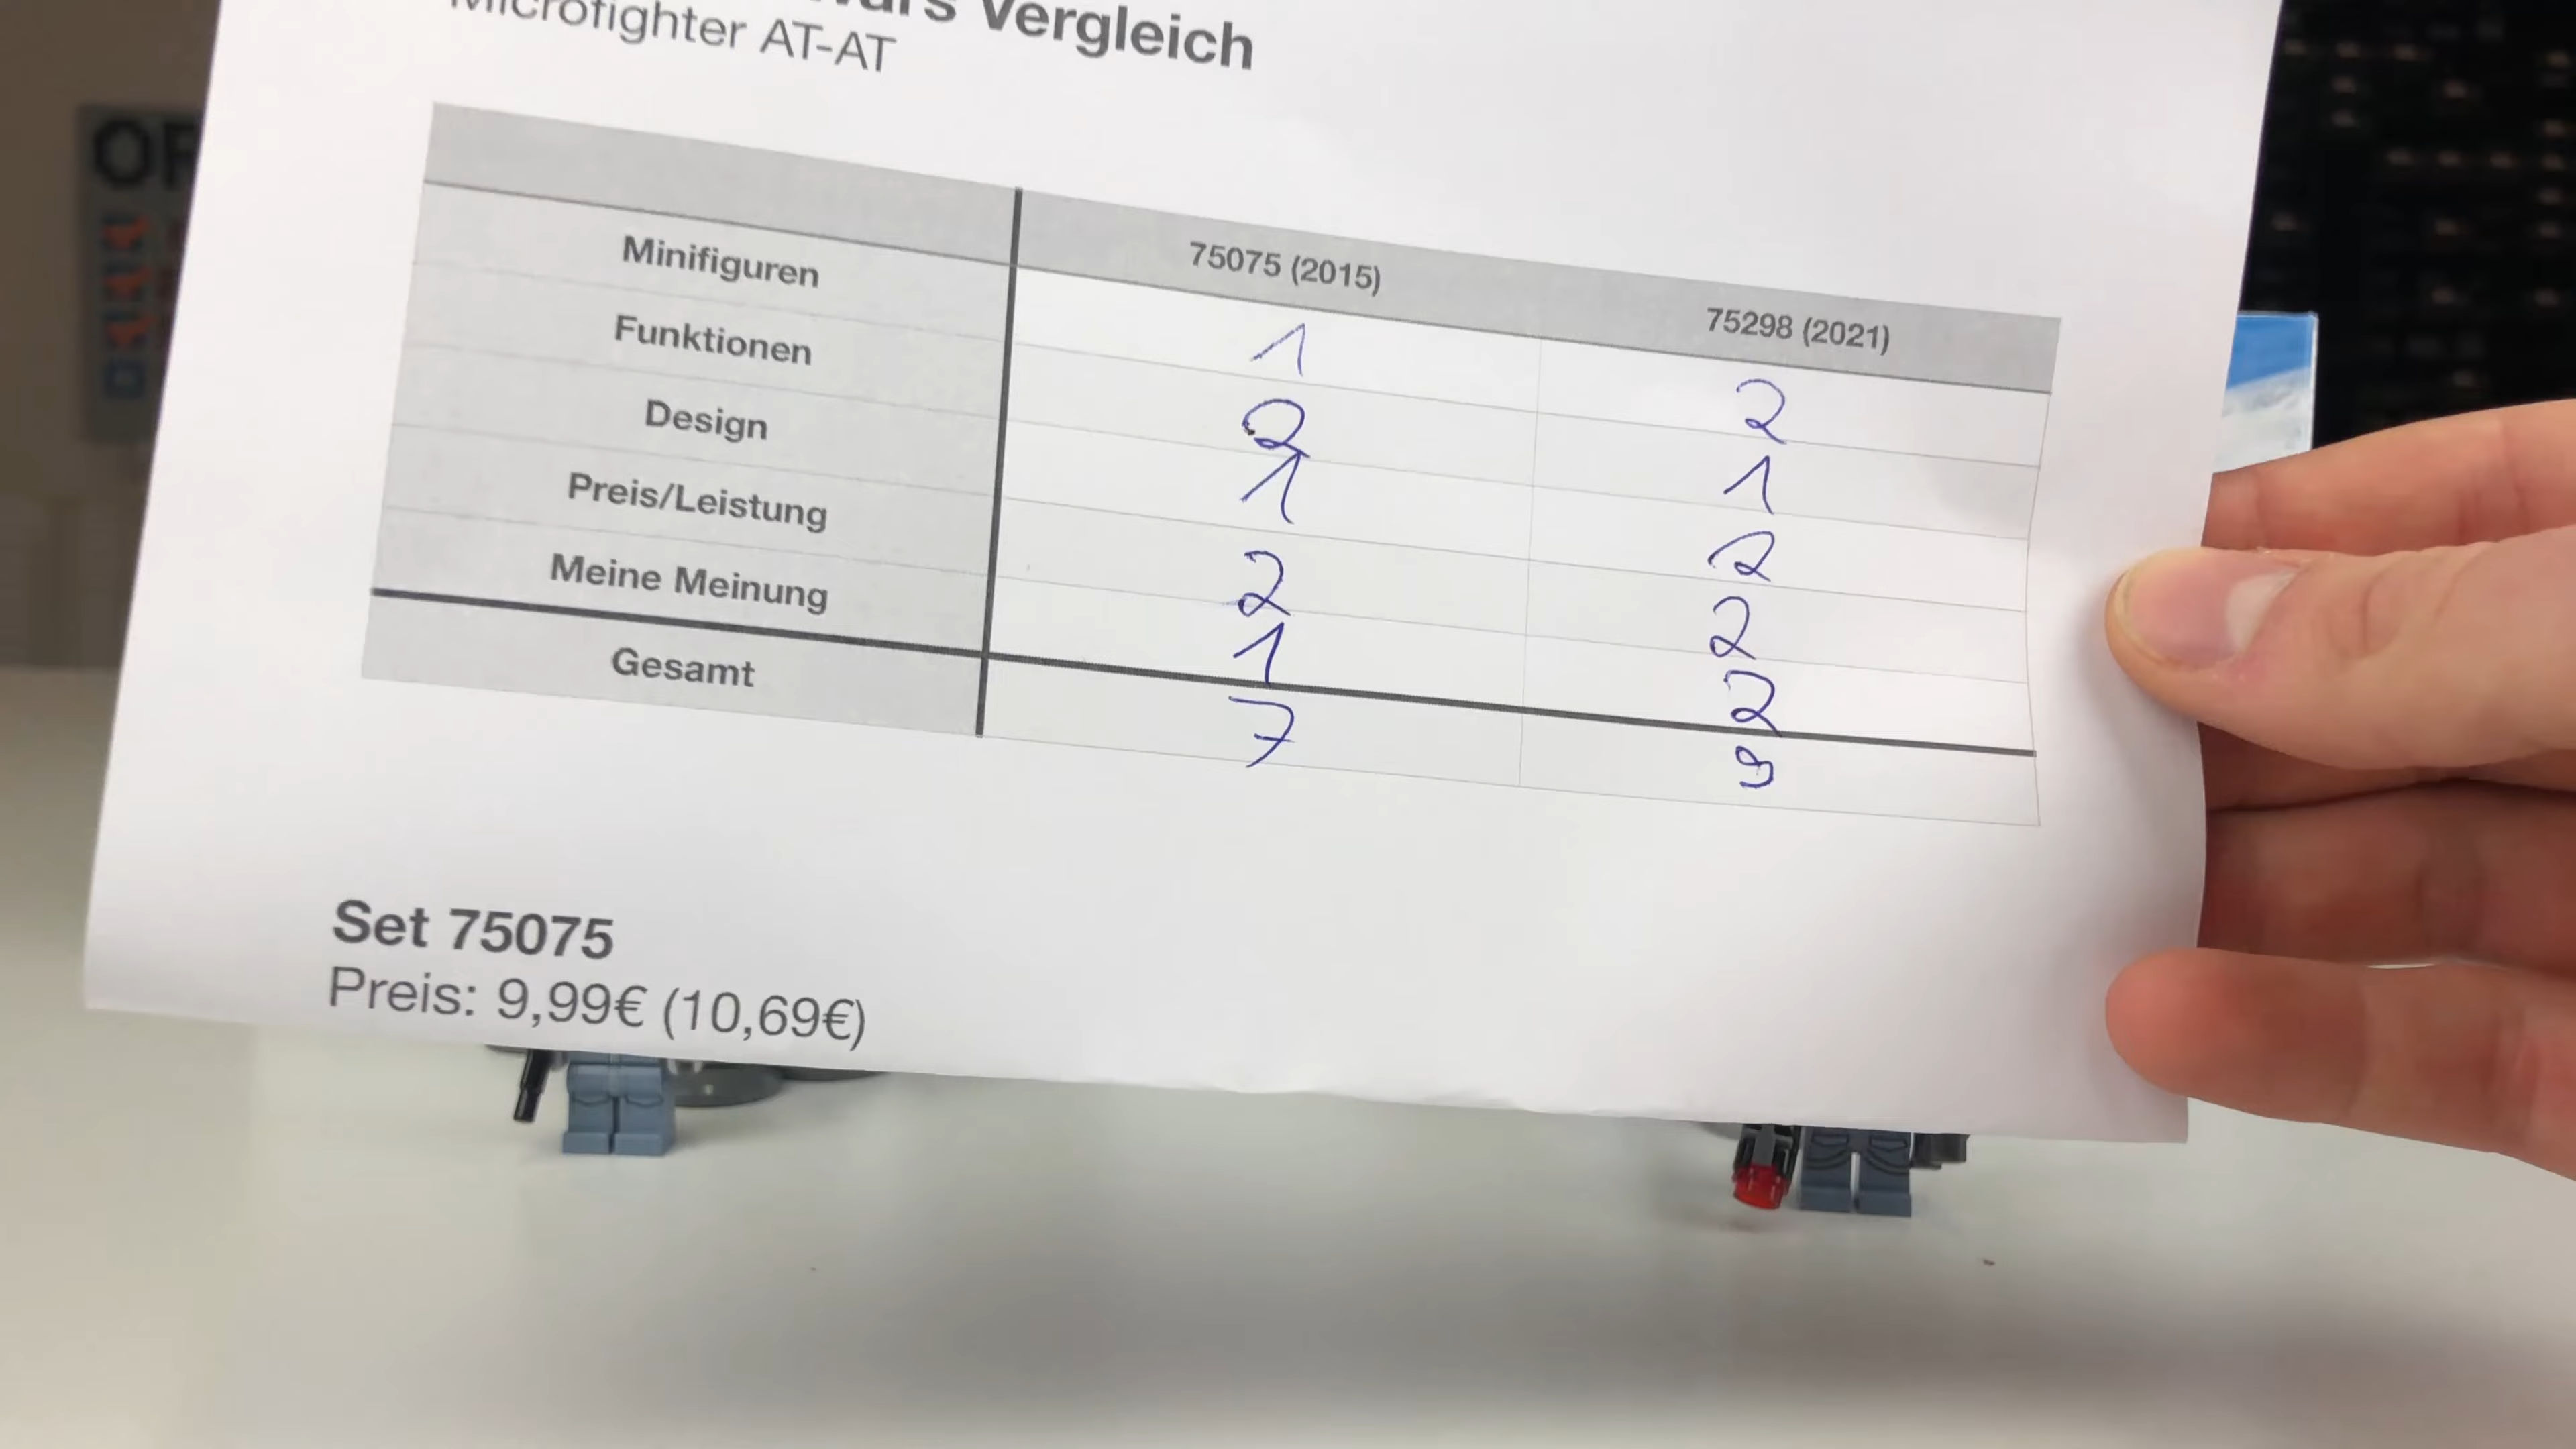 Vergleich
Microfighter AT-AT
75075 (2015) 75298 (2021)
Minifiguren 1 2
Funktionen 2 1
Design 1 2
Preis/Leistung 2 2
Meine Meinung 1 2
Gesamt 7 9
Set 75075
Preis: 9,99€ (10,69€)